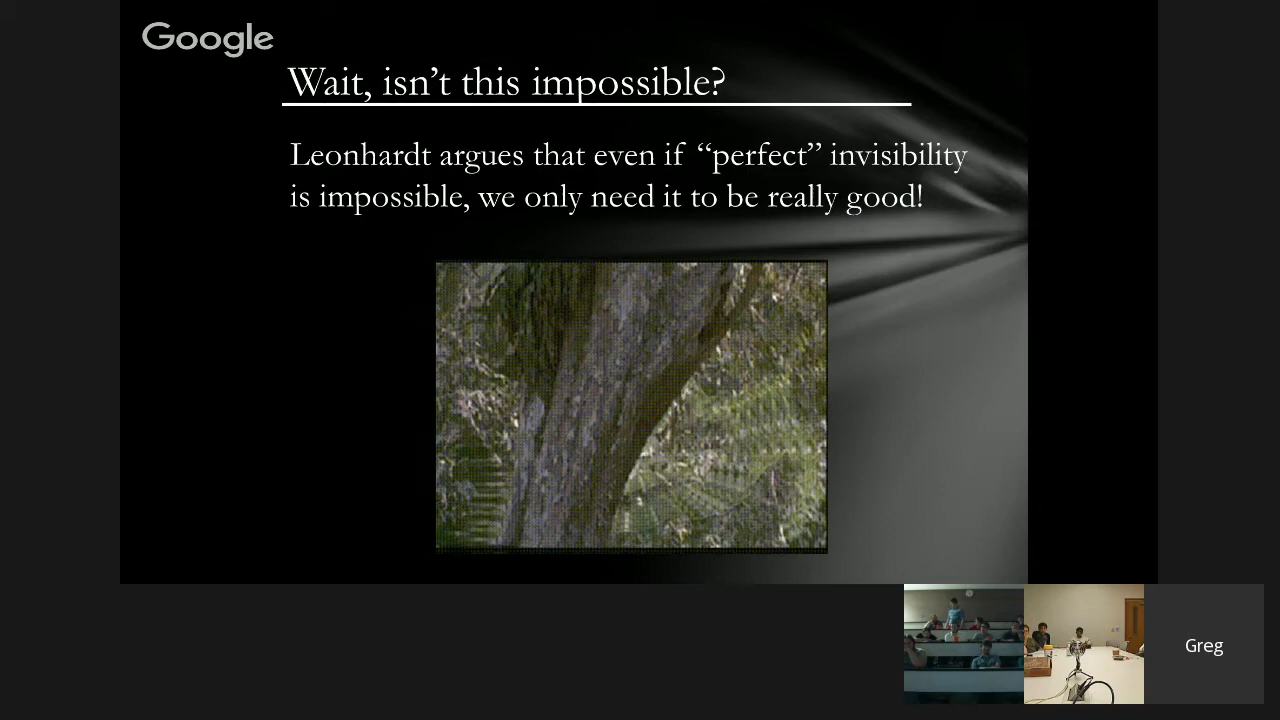 Google
Wait, isn’t this impossible?
Leonhardt argues that even if “perfect” invisibility
is impossible, we only need it to be really good!
Greg